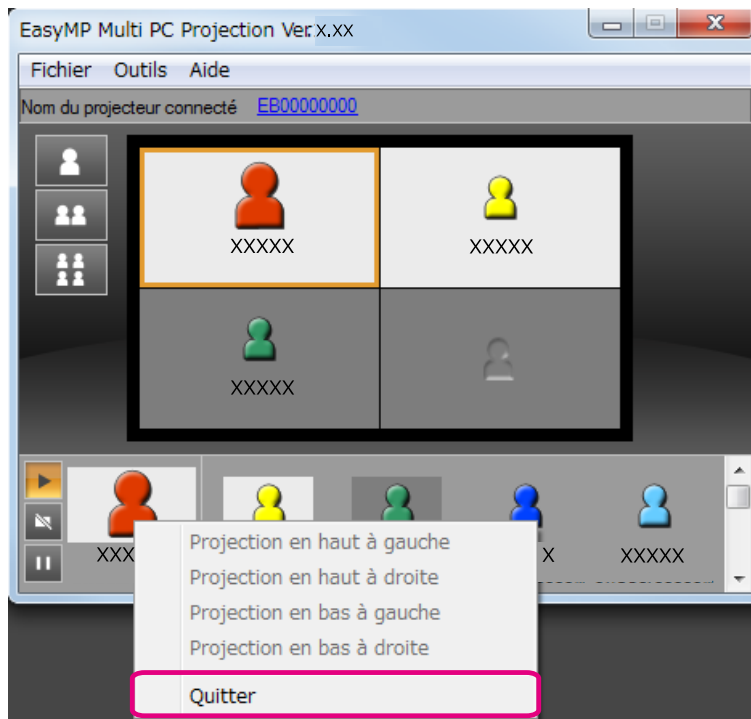 EasyMP Multi PC Projection Ver.X.XX
Fichier Outils Aide
Nom du projecteur connecté EB00000000
XXXXX XXXXX
XXXXX
XXX X XXXXX
Projection en haut à gauche
Projection en haut à droite
Projection en bas à gauche
Projection en bas à droite
Quitter